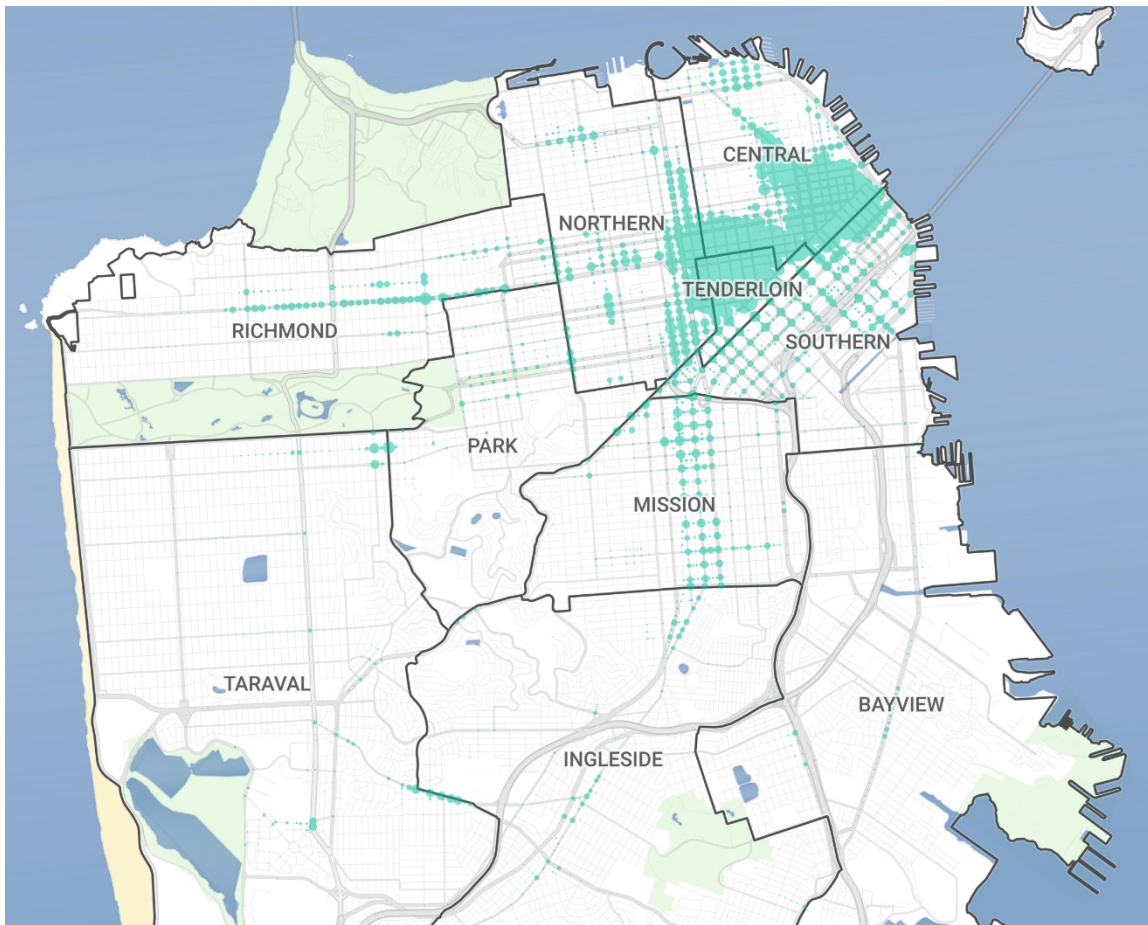 CENTRAL
NORTHERN
TENDERLOIN
RICHMOND
SOUTHERN
PARK
MISSION
TARAVAL
BAYVIEW
INGLESIDE